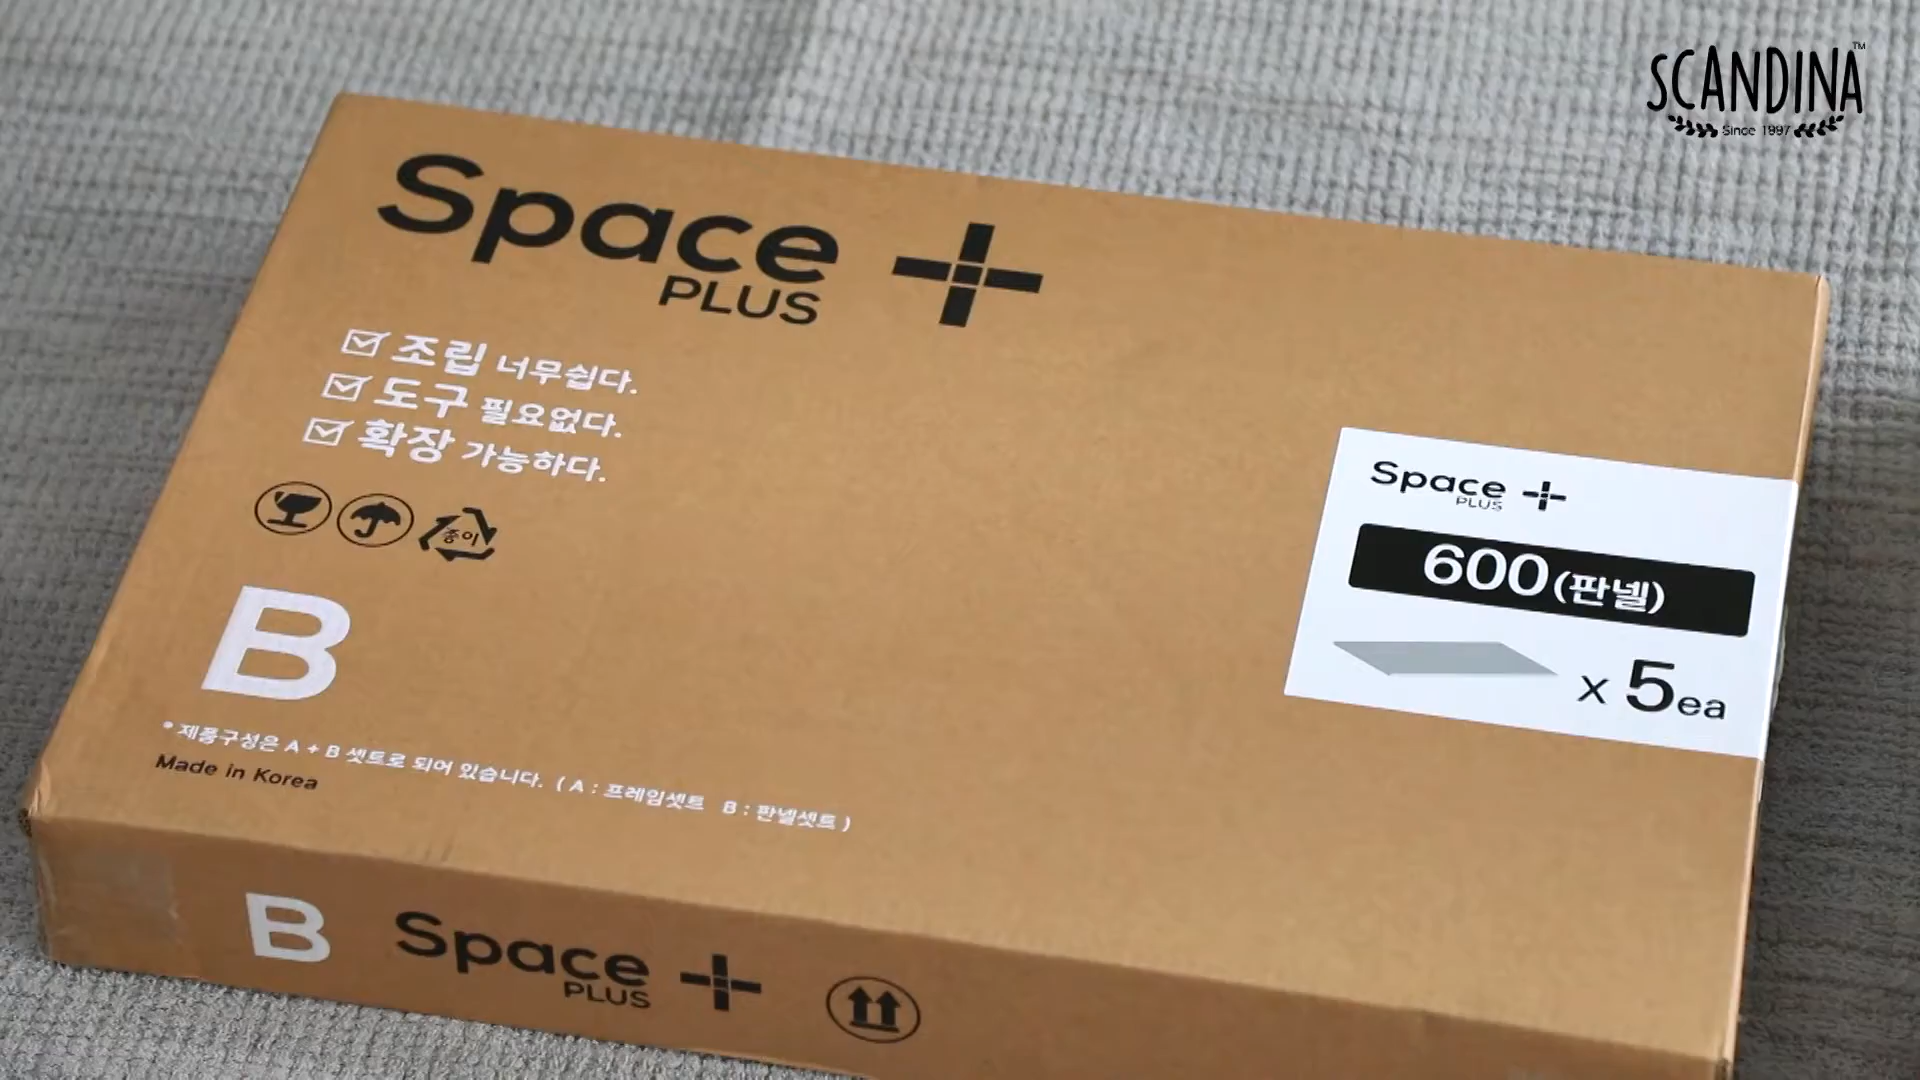 SCANDINA™
Since 1997
Space
PLUS
조립 너무쉽다.
도구 필요없다.
확장 가능하다.
종이
B
* 제품구성은 A + B 셋트로 되어 있습니다. ( A : 프레임셋트 B : 판넬셋트 )
Made in Korea
Space
PLUS
600 (판넬)
x 5ea
B Space
PLUS